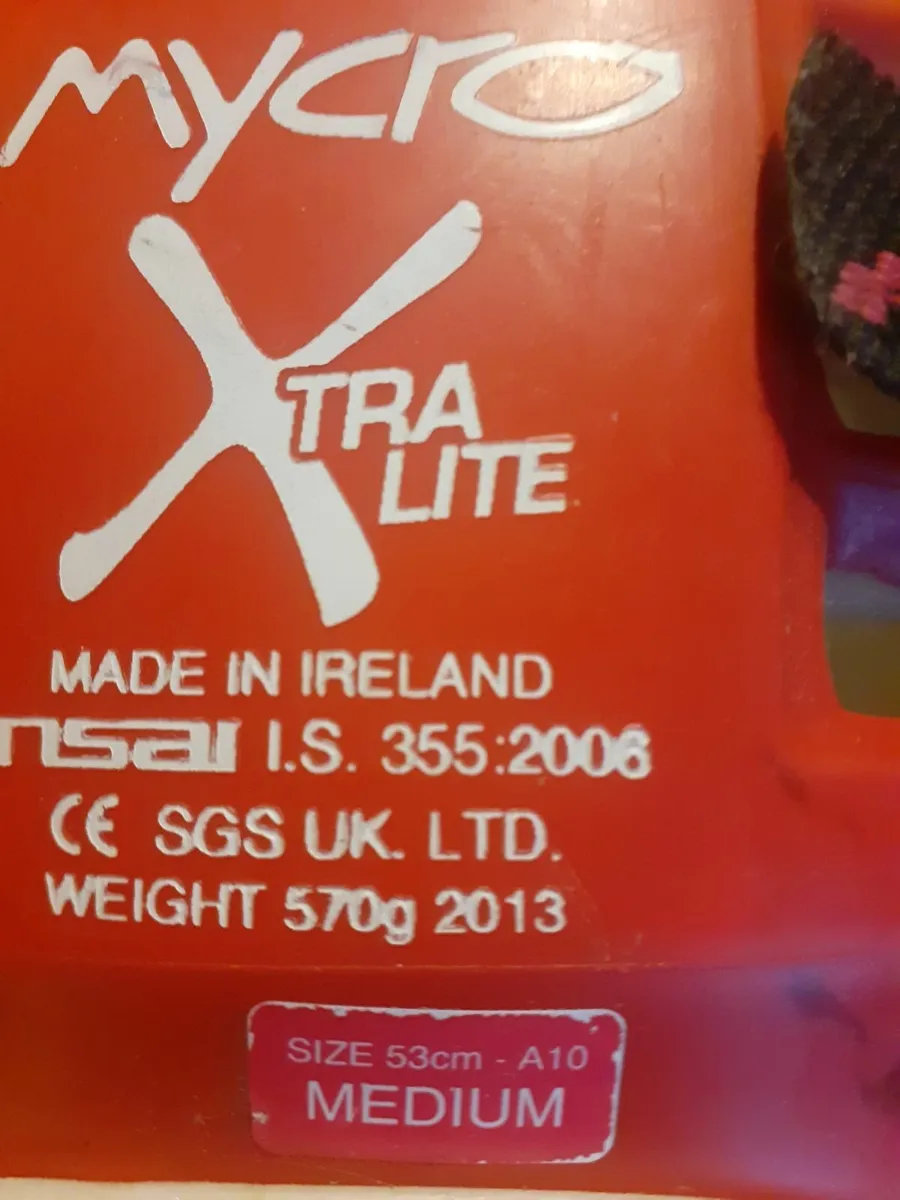 mycro
XTRA
LITE
MADE IN IRELAND
nsai I.S. 355:2006
CE SGS UK. LTD.
WEIGHT 570g 2013
SIZE 53cm - A10
MEDIUM